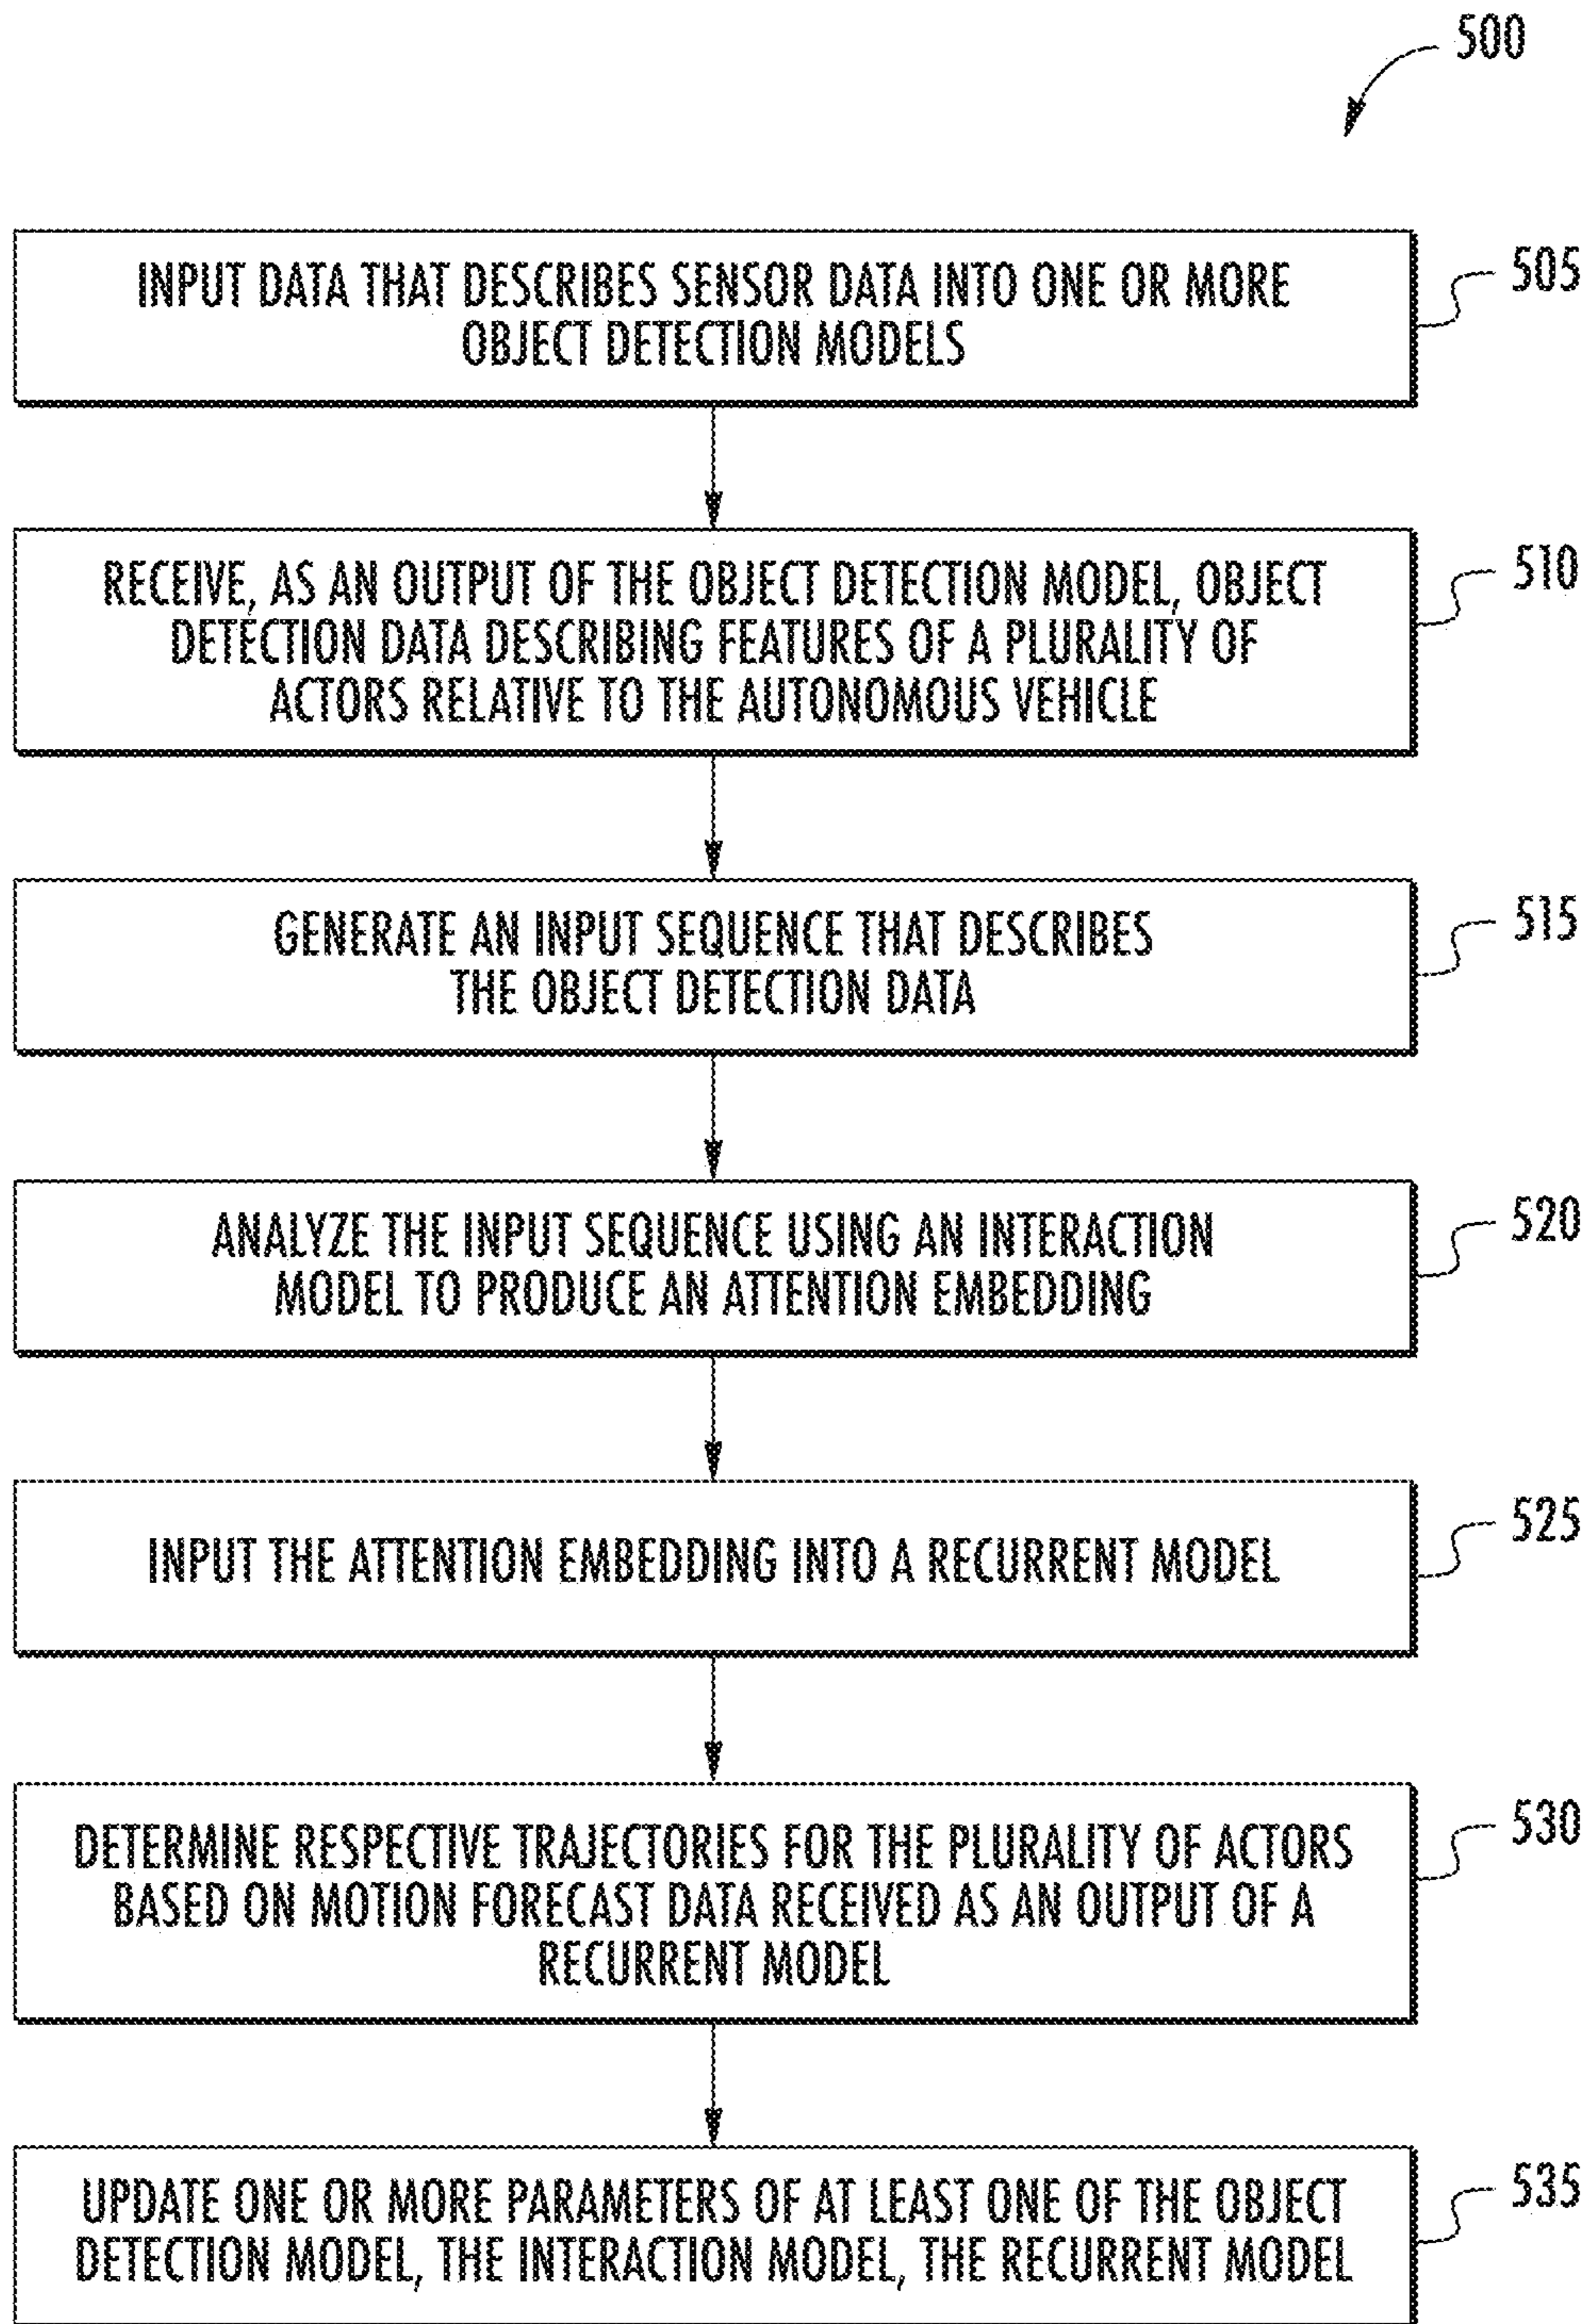 500
INPUT DATA THAT DESCRIBES SENSOR DATA INTO ONE OR MORE
OBJECT DETECTION MODELS
505
RECEIVE, AS AN OUTPUT OF THE OBJECT DETECTION MODEL, OBJECT
DETECTION DATA DESCRIBING FEATURES OF A PLURALITY OF
ACTORS RELATIVE TO THE AUTONOMOUS VEHICLE
510
GENERATE AN INPUT SEQUENCE THAT DESCRIBES
THE OBJECT DETECTION DATA
515
ANALYZE THE INPUT SEQUENCE USING AN INTERACTION
MODEL TO PRODUCE AN ATTENTION EMBEDDING
520
INPUT THE ATTENTION EMBEDDING INTO A RECURRENT MODEL
525
DETERMINE RESPECTIVE TRAJECTORIES FOR THE PLURALITY OF ACTORS
BASED ON MOTION FORECAST DATA RECEIVED AS AN OUTPUT OF A
RECURRENT MODEL
530
UPDATE ONE OR MORE PARAMETERS OF AT LEAST ONE OF THE OBJECT
DETECTION MODEL, THE INTERACTION MODEL, THE RECURRENT MODEL
535